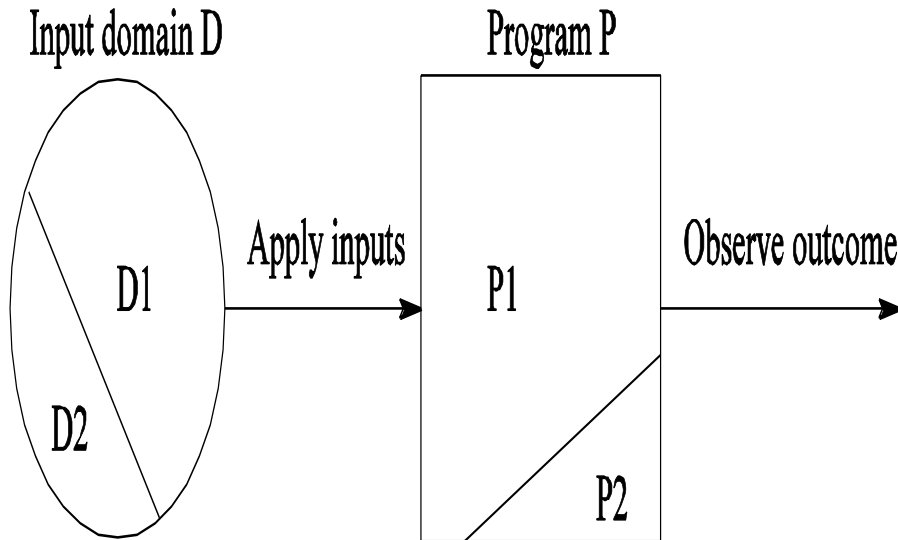 Input domain D
Program P
Apply inputs
Observe outcome
D1
P1
D2
P2